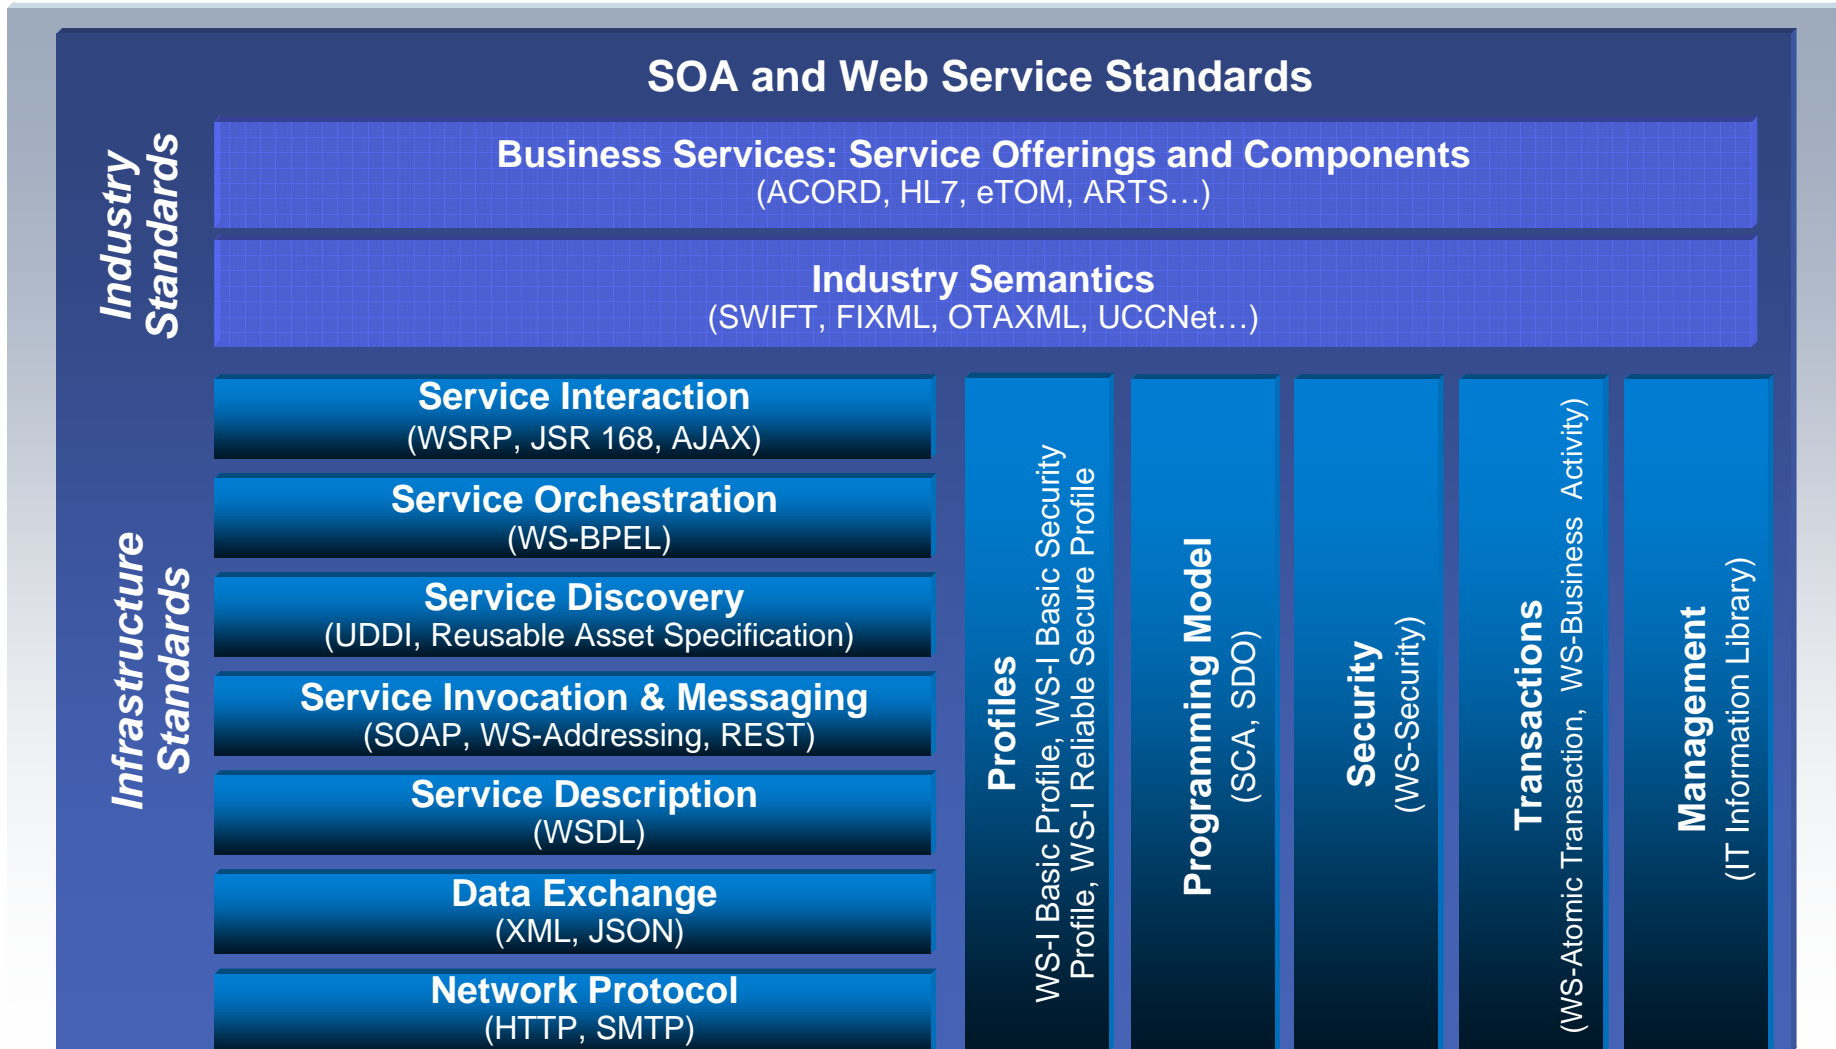 SOA and Web Service Standards
Industry
Standards
Business Services: Service Offerings and Components
(ACORD, HL7, eTOM, ARTS…)
Industry Semantics
(SWIFT, FIXML, OTAXML, UCCNet…)
Infrastructure
Standards
Service Interaction
(WSRP, JSR 168, AJAX)
Service Orchestration
(WS-BPEL)
Service Discovery
(UDDI, Reusable Asset Specification)
Service Invocation & Messaging
(SOAP, WS-Addressing, REST)
Service Description
(WSDL)
Data Exchange
(XML, JSON)
Network Protocol
(HTTP, SMTP)
Profiles
WS-I Basic Profile, WS-I Basic Security
Profile, WS-I Reliable Secure Profile
Programming Model
(SCA, SDO)
Security
(WS-Security)
Transactions
(WS-Atomic Transaction, WS-Business Activity)
Management
(IT Information Library)